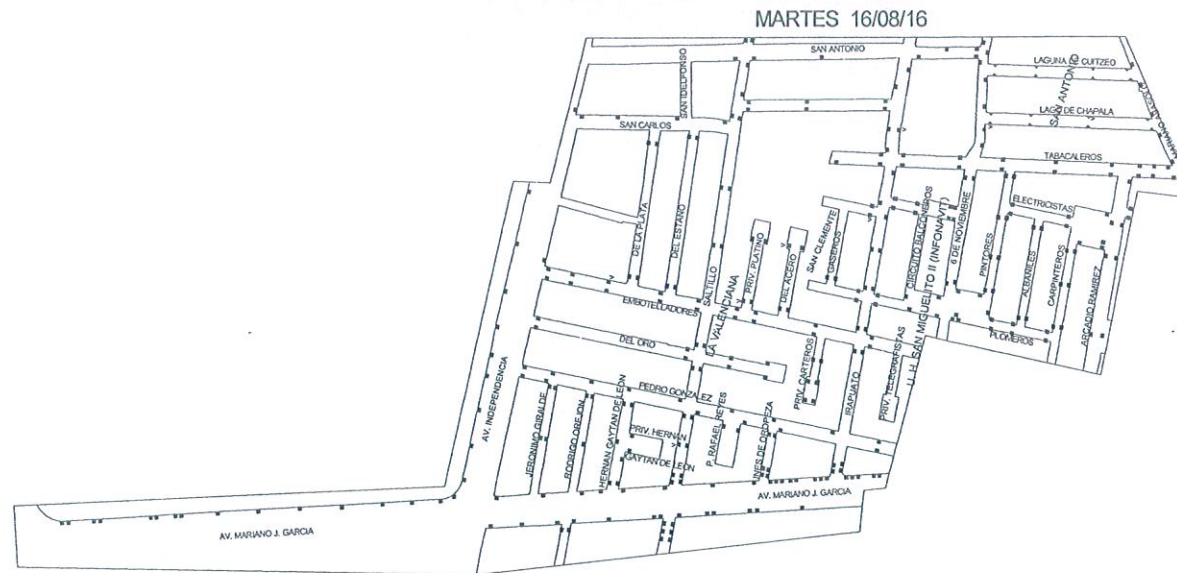 MARTES 16/08/16
SAN ANTONIO
LAGUNA DE CUITZEO
SAN ILDELFONSO
SAN ANTONIO
MARIANO ABASOLO
LAGO DE CHAPALA
SAN CARLOS
TABACALEROS
ELECTRICISTAS
DE LA PLATA
DEL ESTAÑO
SALTILLO
LA VALENCIANA
PRIV. PLATINO
DEL ACERO
SAN CLEMENTE
GASEROS
CIRCUITO BALCONEROS
U.H. SAN MIGUELITO II (INFONAVIT)
6 DE NOVIEMBRE
PINTORES
ALBAÑILES
CARPINTEROS
ARCADIO RAMIREZ
EMBOTELLADORES
PLOMEROS
DEL ORO
AV. INDEPENDENCIA
PEDRO GONZALEZ
PRIV. CARTEROS
IRAPUATO
PRIV. TELEGRAFISTAS
JERONIMO GIRALDE
RODRIGO OREJON
HERNAN GAYTAN DE LEON
PRIV. HERNAN
GAYTAN DE LEON
P. RAFAEL REYES
INES DE OROPEZA
AV. MARIANO J. GARCIA
AV. MARIANO J. GARCIA